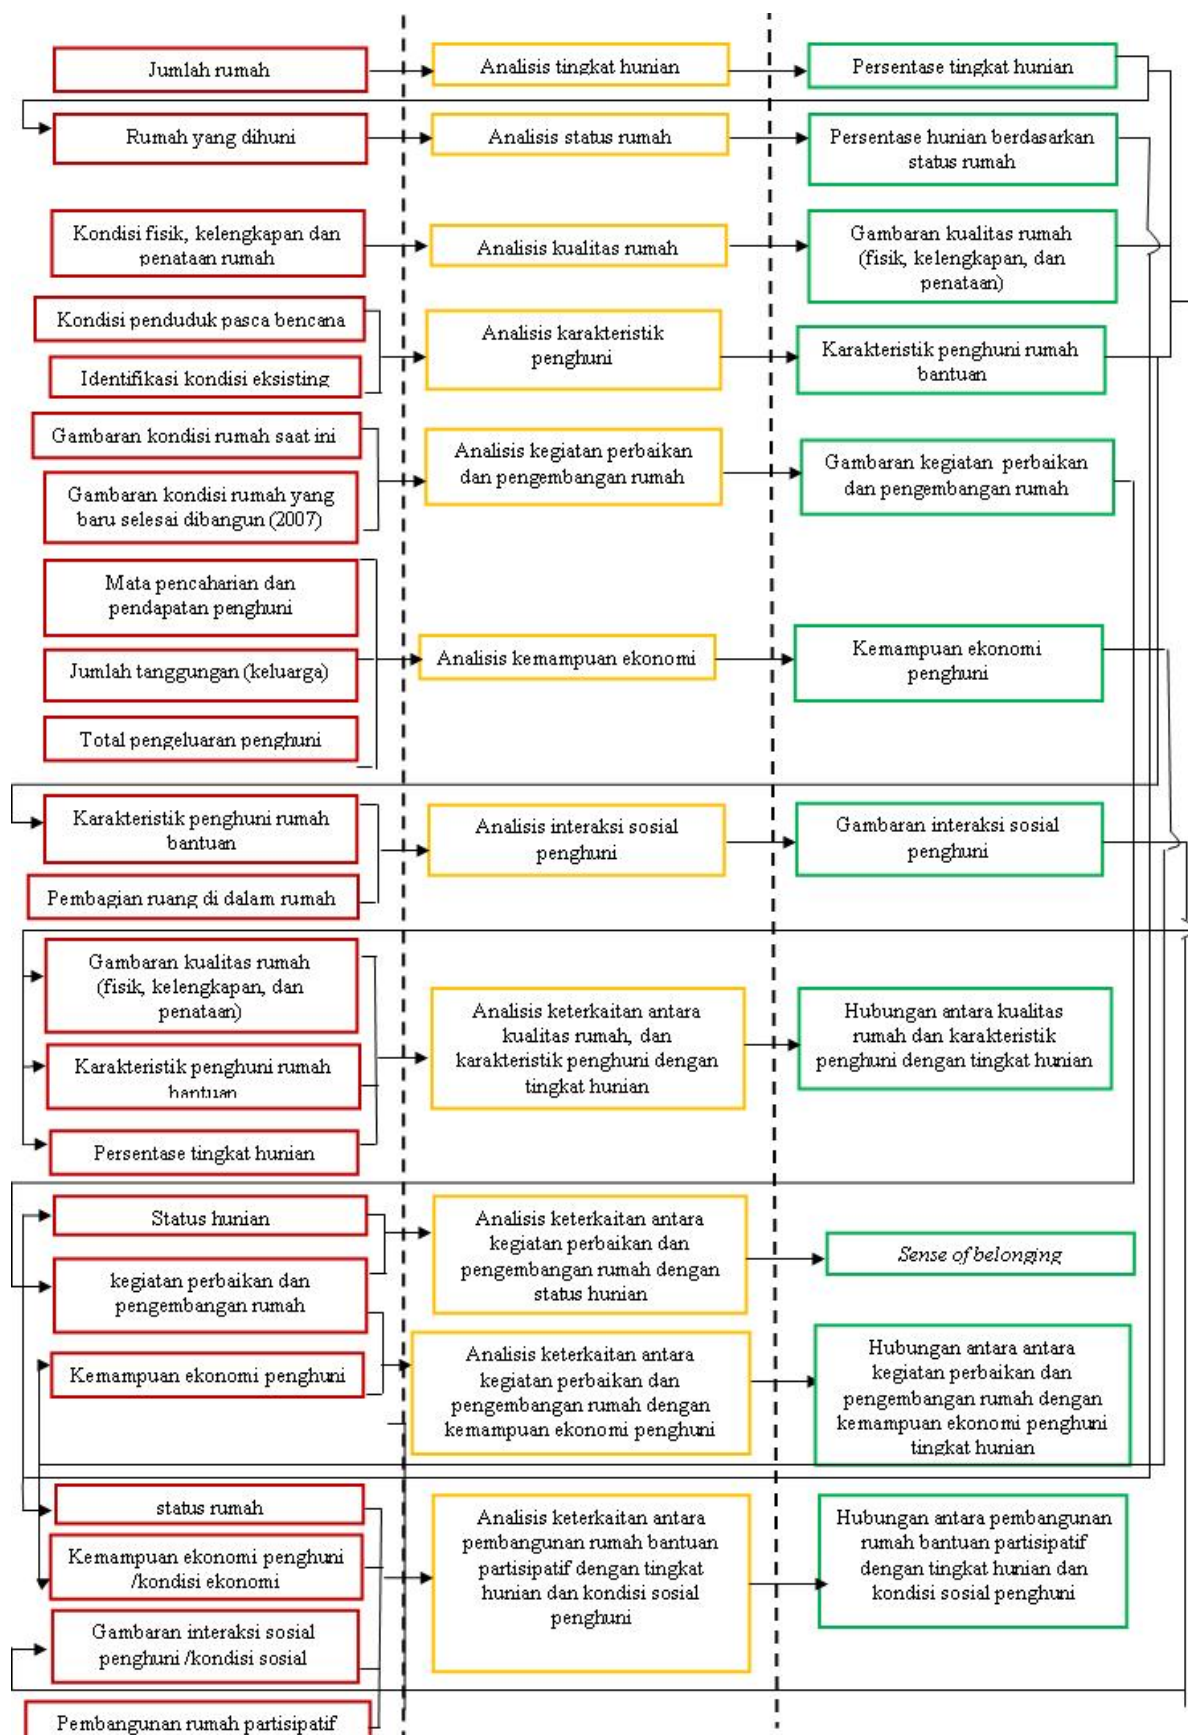 Jumlah rumah
Analisis tingkat hunian
Persentase tingkat hunian
Rumah yang dihuni
Analisis status rumah
Persentase hunian berdasarkan
status rumah
Kondisi fisik, kelengkapan dan
penataan rumah
Analisis kualitas rumah
Gambaran kualitas rumah
(fisik, kelengkapan, dan
penataan)
Kondisi penduduk pasca bencana
Identifikasi kondisi eksisting
Analisis karakteristik
penghuni
Karakteristik penghuni rumah
bantuan
Gambaran kondisi rumah saat ini
Gambaran kondisi rumah yang
baru selesai dibangun (2007)
Analisis kegiatan perbaikan
dan pengembangan rumah
Gambaran kegiatan perbaikan
dan pengembangan rumah
Mata pencaharian dan
pendapatan penghuni
Jumlah tanggungan (keluarga)
Total pengeluaran penghuni
Analisis kemampuan ekonomi
Kemampuan ekonomi
penghuni
Karakteristik penghuni rumah
bantuan
Pembagian ruang di dalam rumah
Analisis interaksi sosial
penghuni
Gambaran interaksi sosial
penghuni
Gambaran kualitas rumah
(fisik, kelengkapan, dan
penataan)
Karakteristik penghuni rumah
bantuan
Persentase tingkat hunian
Analisis keterkaitan antara
kualitas rumah, dan
karakteristik penghuni dengan
tingkat hunian
Hubungan antara kualitas
rumah dan karakteristik
penghuni dengan tingkat hunian
Status hunian
kegiatan perbaikan dan
pengembangan rumah
Kemampuan ekonomi penghuni
Analisis keterkaitan antara
kegiatan perbaikan dan
pengembangan rumah dengan
status hunian
Sense of belonging
Analisis keterkaitan antara
kegiatan perbaikan dan
pengembangan rumah dengan
kemampuan ekonomi penghuni
Hubungan antara antara
kegiatan perbaikan dan
pengembangan rumah dengan
kemampuan ekonomi penghuni
tingkat hunian
status rumah
Kemampuan ekonomi penghuni
/kondisi ekonomi
Gambaran interaksi sosial
penghuni /kondisi sosial
Pembangunan rumah partisipatif
Analisis keterkaitan antara
pembangunan rumah bantuan
partisipatif dengan tingkat
hunian dan kondisi sosial
penghuni
Hubungan antara pembangunan
rumah bantuan partisipatif
dengan tingkat hunian dan
kondisi sosial penghuni